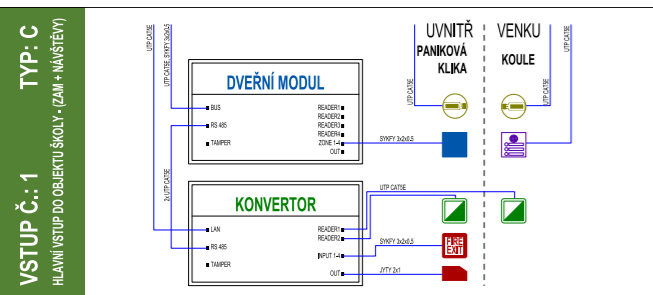 VSTUP Č.: 1 TYP: C
HLAVNÍ VSTUP DO OBJEKTU ŠKOLY - (ZAM + NÁVŠTĚVY)
UTP CAT5E
UTP CAT5E, SYKFY 3x2x0,5
2x UTP CAT5E
DVEŘNÍ MODUL
BUS
RS 485
TAMPER
READER1
READER2
READER3
READER4
ZONE 1-4
OUT
KONVERTOR
LAN
RS 485
TAMPER
READER1
READER2
INPUT 1-4
OUT
UVNITŘ
PANIKOVÁ
KLIKA
VENKU
KOULE
UTP CAT5E
UTP CAT5E
SYKFY 3x2x0,5
UTP CAT5E
SYKFY 3x2x0,5
FIRE
EXIT
JYTY 2x1